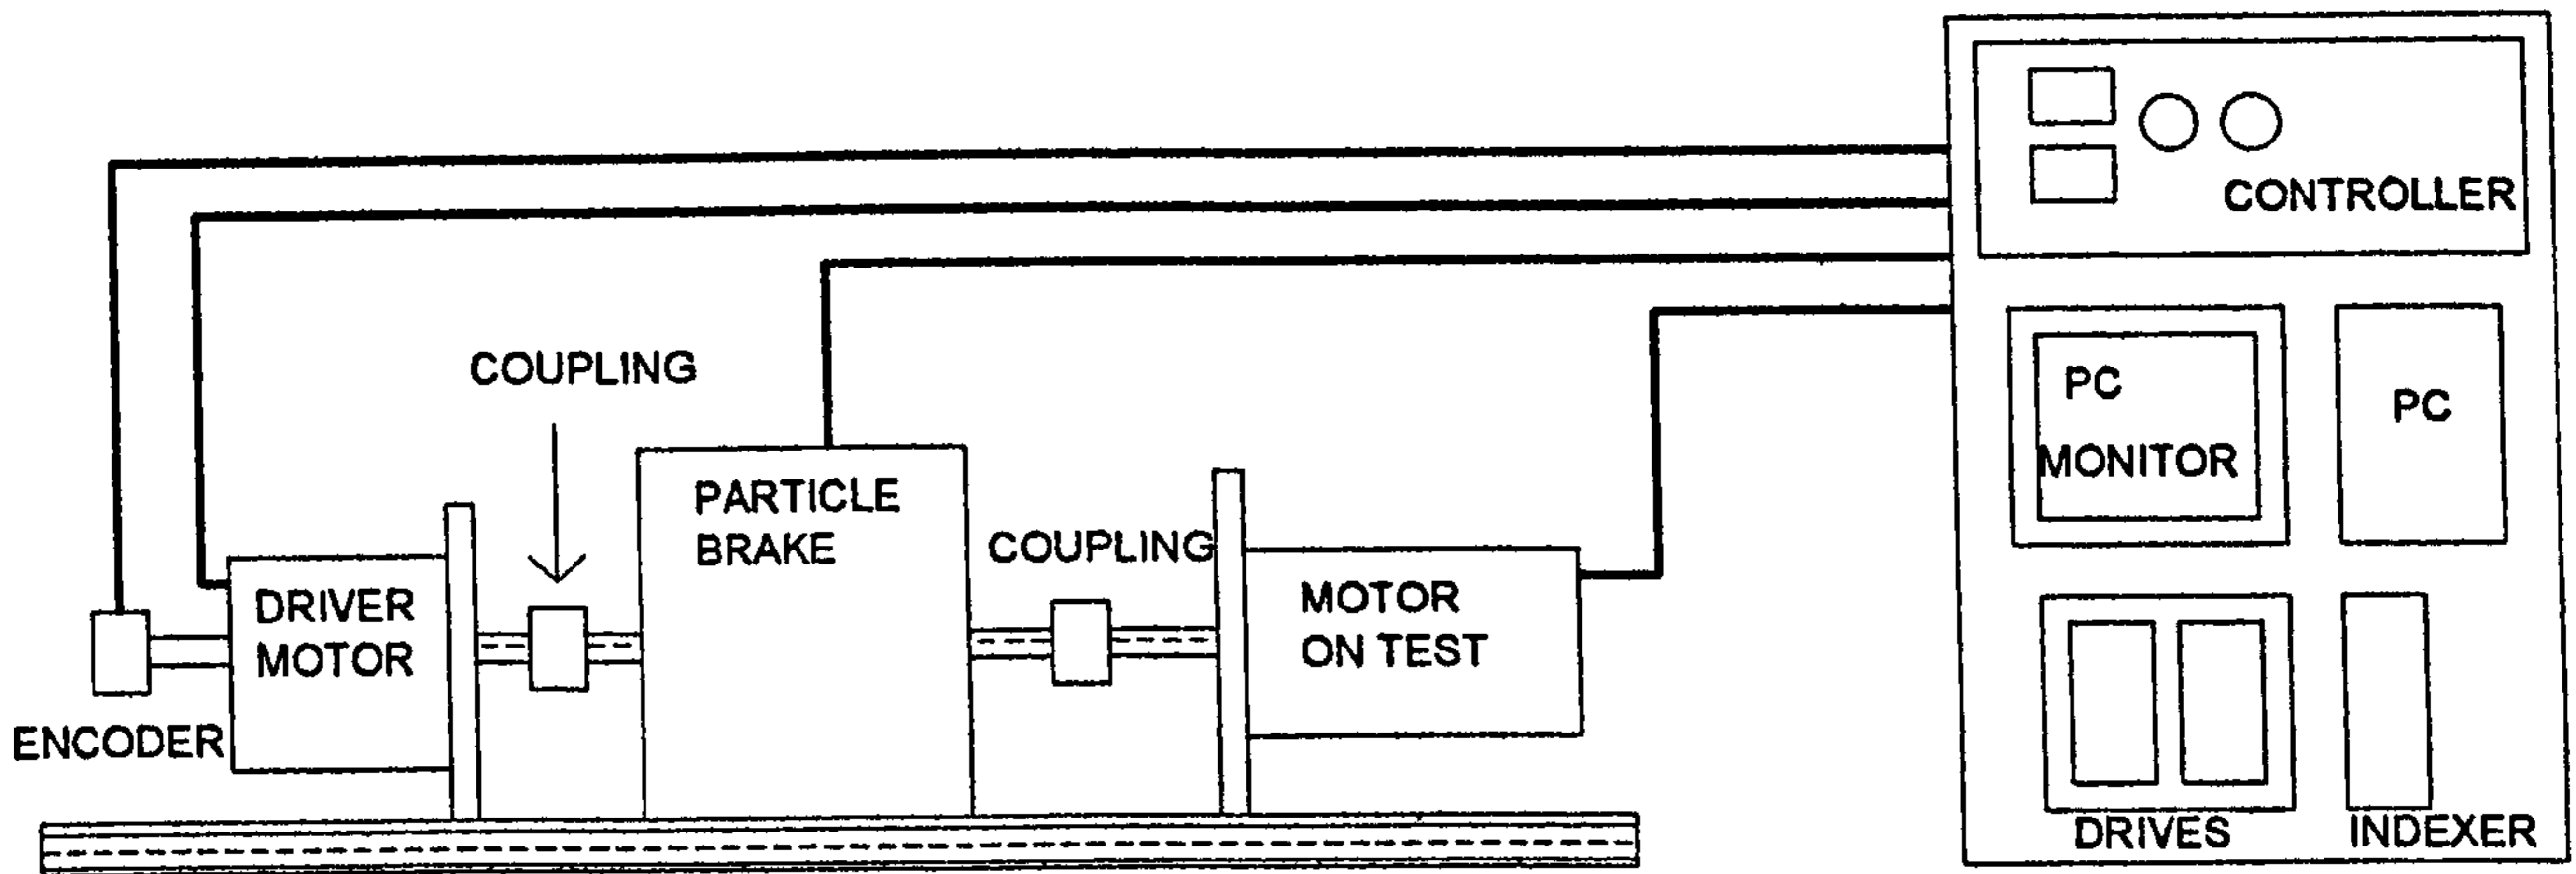 CONTROLLER
COUPLING
PC
MONITOR
PC
PARTICLE
BRAKE
COUPLING
DRIVER
MOTOR
MOTOR
ON TEST
ENCODER
DRIVES
INDEXER